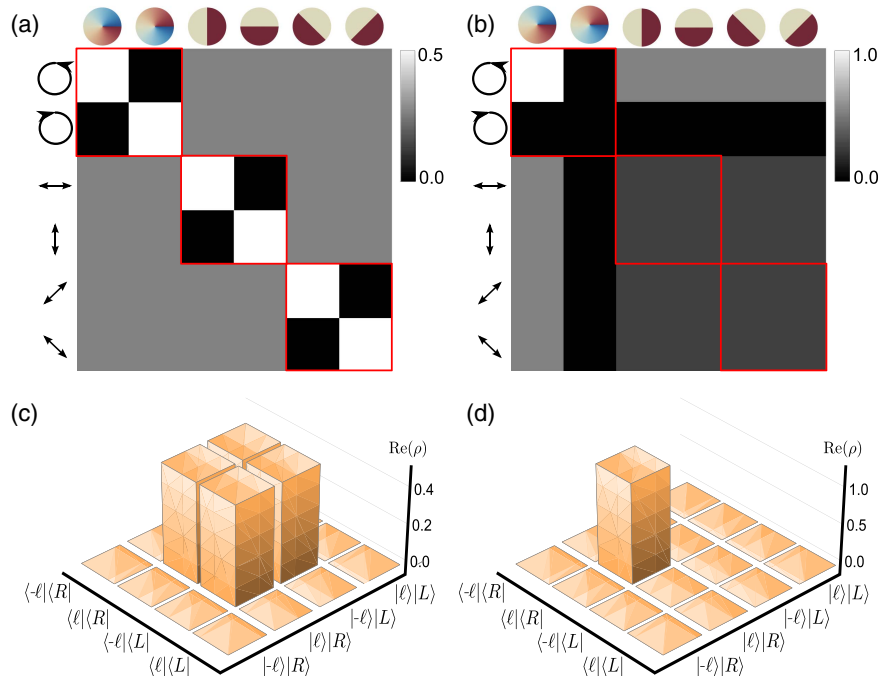 (a)
0.5
0.0
(b)
1.0
0.0
(c)
Re(ρ)
0.4
0.2
0.0
⟨-ℓ|⟨R|
⟨ℓ|⟨R|
⟨-ℓ|⟨L|
⟨ℓ|⟨L|
|-ℓ⟩|R⟩
|ℓ⟩|R⟩
|-ℓ⟩|L⟩
|ℓ⟩|L⟩
(d)
Re(ρ)
1.0
0.5
0.0
⟨-ℓ|⟨R|
⟨ℓ|⟨R|
⟨-ℓ|⟨L|
⟨ℓ|⟨L|
|-ℓ⟩|R⟩
|ℓ⟩|R⟩
|-ℓ⟩|L⟩
|ℓ⟩|L⟩